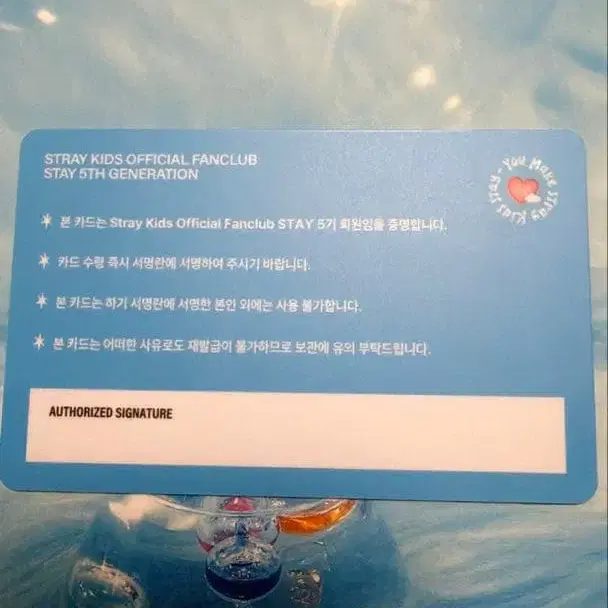 STRAY KIDS OFFICIAL FANCLUB
STAY 5TH GENERATION
You Make Stray Kids Stay
본 카드는 Stray Kids Official Fanclub STAY 5기 회원임을 증명합니다.
카드 수령 즉시 서명란에 서명하여 주시기 바랍니다.
본 카드는 하기 서명란에 서명한 본인 외에는 사용 불가합니다.
본 카드는 어떠한 사유로도 재발급이 불가하므로 보관에 유의 부탁드립니다.
AUTHORIZED SIGNATURE